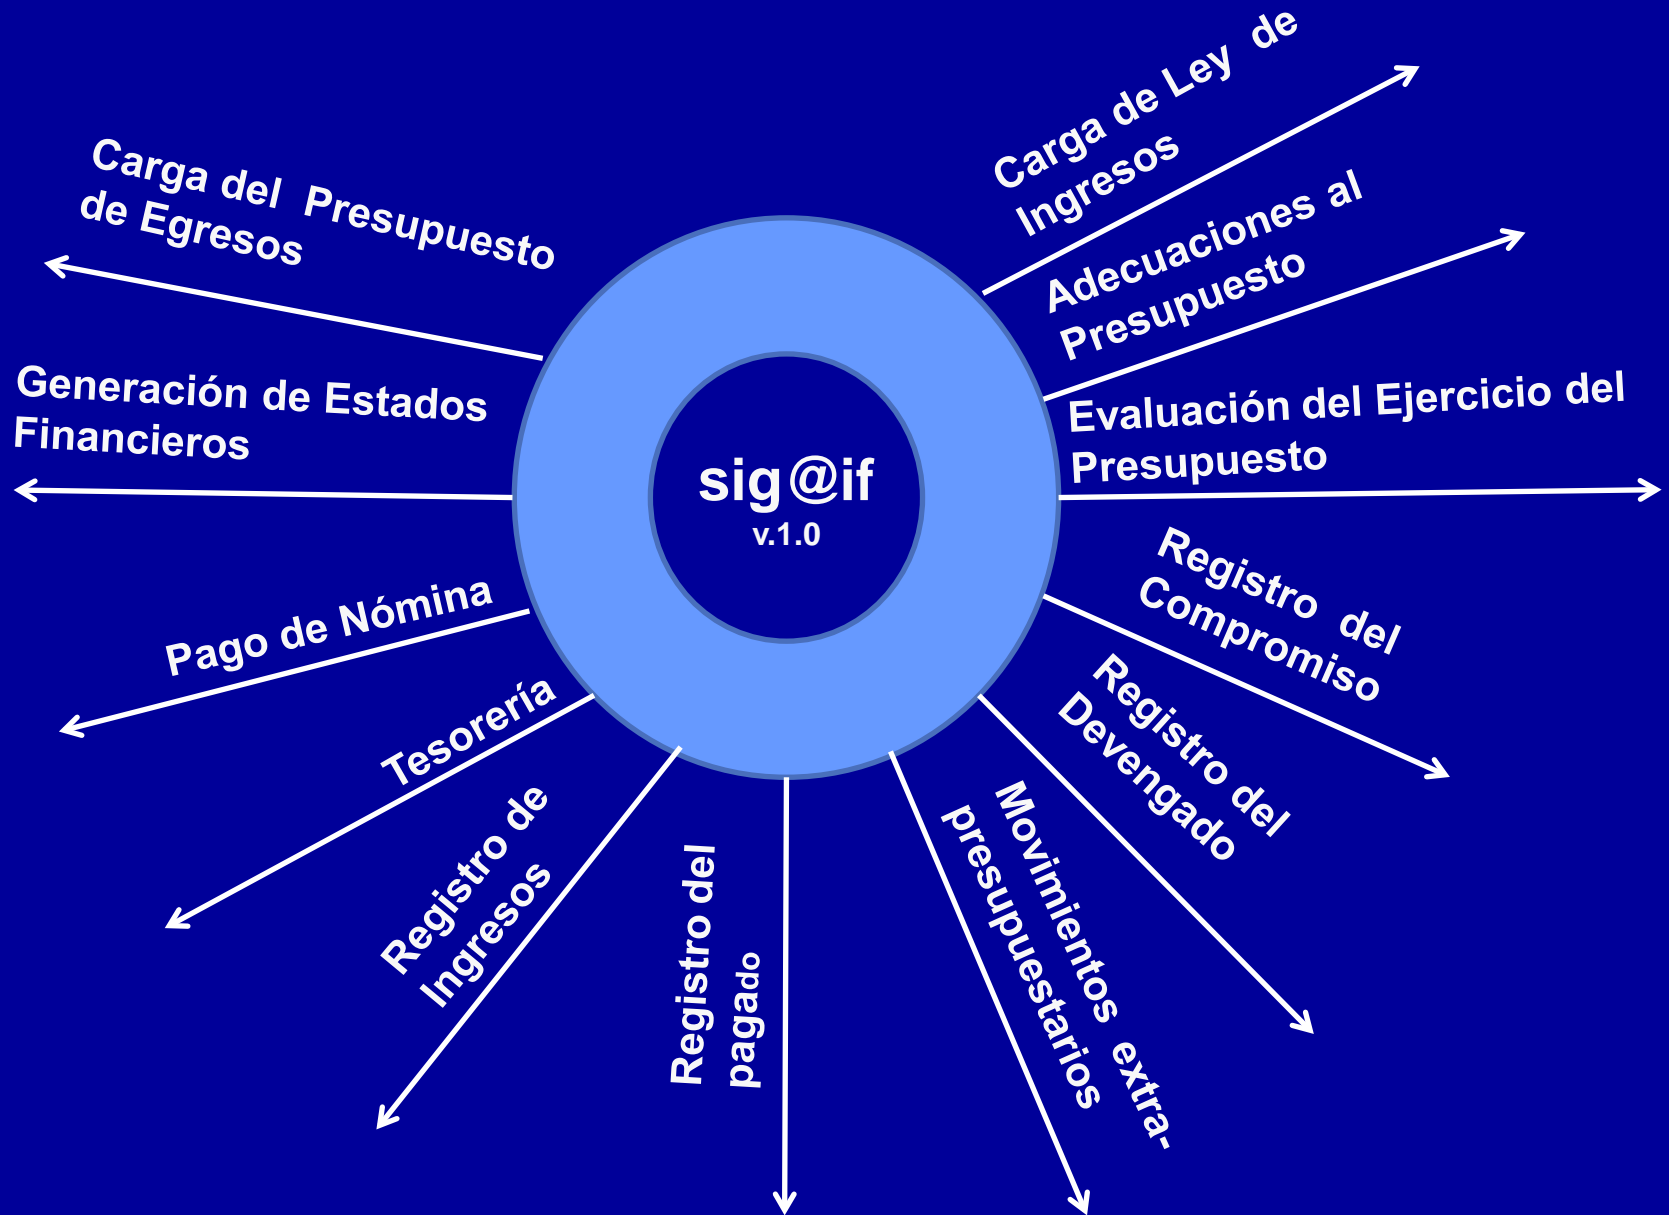 Carga de Ley de
Ingresos
Adecuaciones al
Presupuesto
Evaluación del Ejercicio del
Presupuesto
Registro del
Compromiso
Registro del
Devengado
Movimientos extra-
presupuestarios
Registro del
pagado
Registro de
Ingresos
Tesorería
Pago de Nómina
Generación de Estados
Financieros
Carga del Presupuesto
de Egresos
sig@if
v.1.0